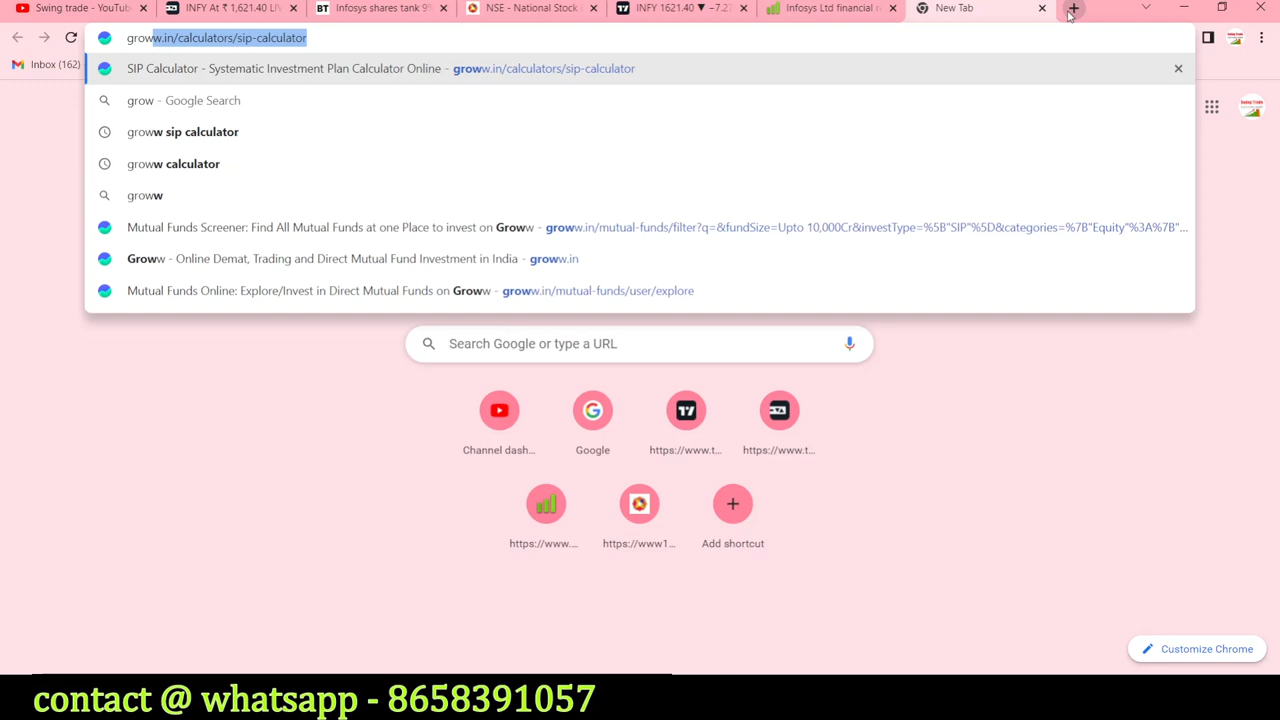 Swing trade - YouTub
INFY At ₹ 1,621.40 LIV
Infosys shares tank 9%
NSE - National Stock
INFY 1621.40 ▼ −7.27
Infosys Ltd financial re
New Tab
groww.in/calculators/sip-calculator
Inbox (162)
SIP Calculator - Systematic Investment Plan Calculator Online - groww.in/calculators/sip-calculator
grow - Google Search
groww sip calculator
groww calculator
groww
Mutual Funds Screener: Find All Mutual Funds at one Place to invest on Groww - groww.in/mutual-funds/filter?q=&fundSize=Upto 10,000Cr&investType=%5B"SIP"%5D&categories=%7B"Equity"%3A%7B"...
Groww - Online Demat, Trading and Direct Mutual Fund Investment in India - groww.in
Mutual Funds Online: Explore/Invest in Direct Mutual Funds on Groww - groww.in/mutual-funds/user/explore
Search Google or type a URL
Channel dash...
Google
https://www.t...
https://www.t...
https://www....
https://www1...
Add shortcut
Customize Chrome
contact @ whatsapp - 8658391057